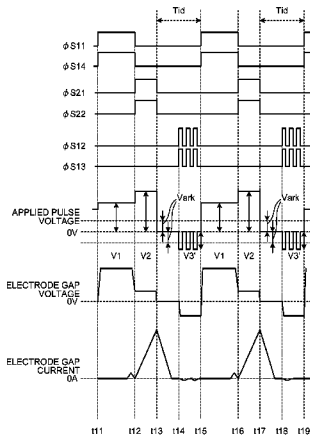 Tid Tid
φS11
φS14
φS21
φS22
φS12
φS13
Vark Vark
APPLIED PULSE
VOLTAGE
0V
V1 V2 V3' V1 V2 V3'
ELECTRODE GAP
VOLTAGE
0V
ELECTRODE GAP
CURRENT
0A
t11 t12 t13 t14 t15 t16 t17 t18 t19